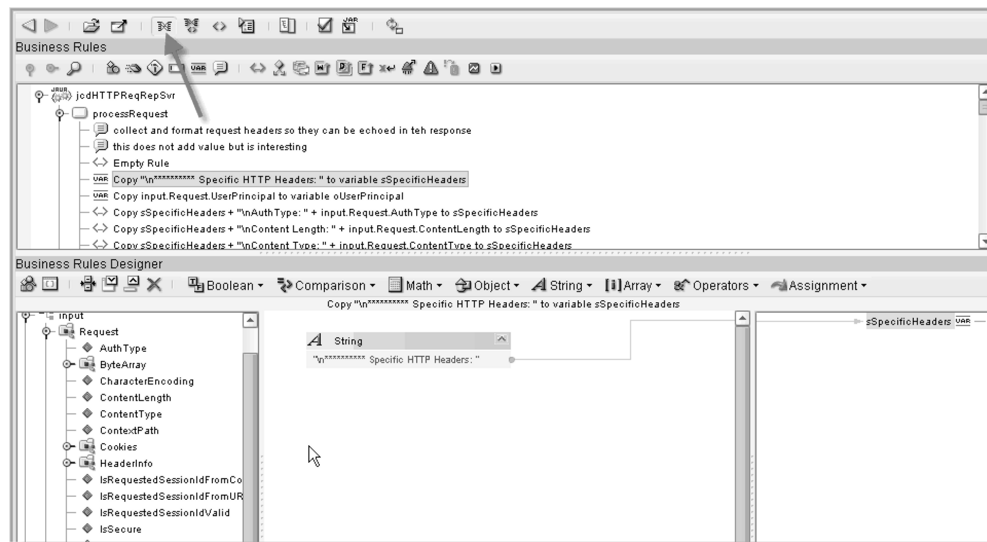 Business Rules
JAVA
jcdHTTPReqRepSvr
processRequest
collect and format request headers so they can be echoed in teh response
this does not add value but is interesting
Empty Rule
VAR Copy "\n********** Specific HTTP Headers: " to variable sSpecificHeaders
VAR Copy input.Request.UserPrincipal to variable oUserPrincipal
Copy sSpecificHeaders + "\nAuthType: " + input.Request.AuthType to sSpecificHeaders
Copy sSpecificHeaders + "\nContent Length: " + input.Request.ContentLength to sSpecificHeaders
Copy sSpecificHeaders + "\nContent Type: " + input.Request.ContentType to sSpecificHeaders
Business Rules Designer
Boolean Comparison Math Object String Array Operators Assignment
Copy "\n********** Specific HTTP Headers: " to variable sSpecificHeaders
input
Request
AuthType
ByteArray
CharacterEncoding
ContentLength
ContentType
ContextPath
Cookies
HeaderInfo
IsRequestedSessionIdFromCo
IsRequestedSessionIdFromUR
IsRequestedSessionIdValid
IsSecure
A String
"\n********** Specific HTTP Headers: "
sSpecificHeaders VAR